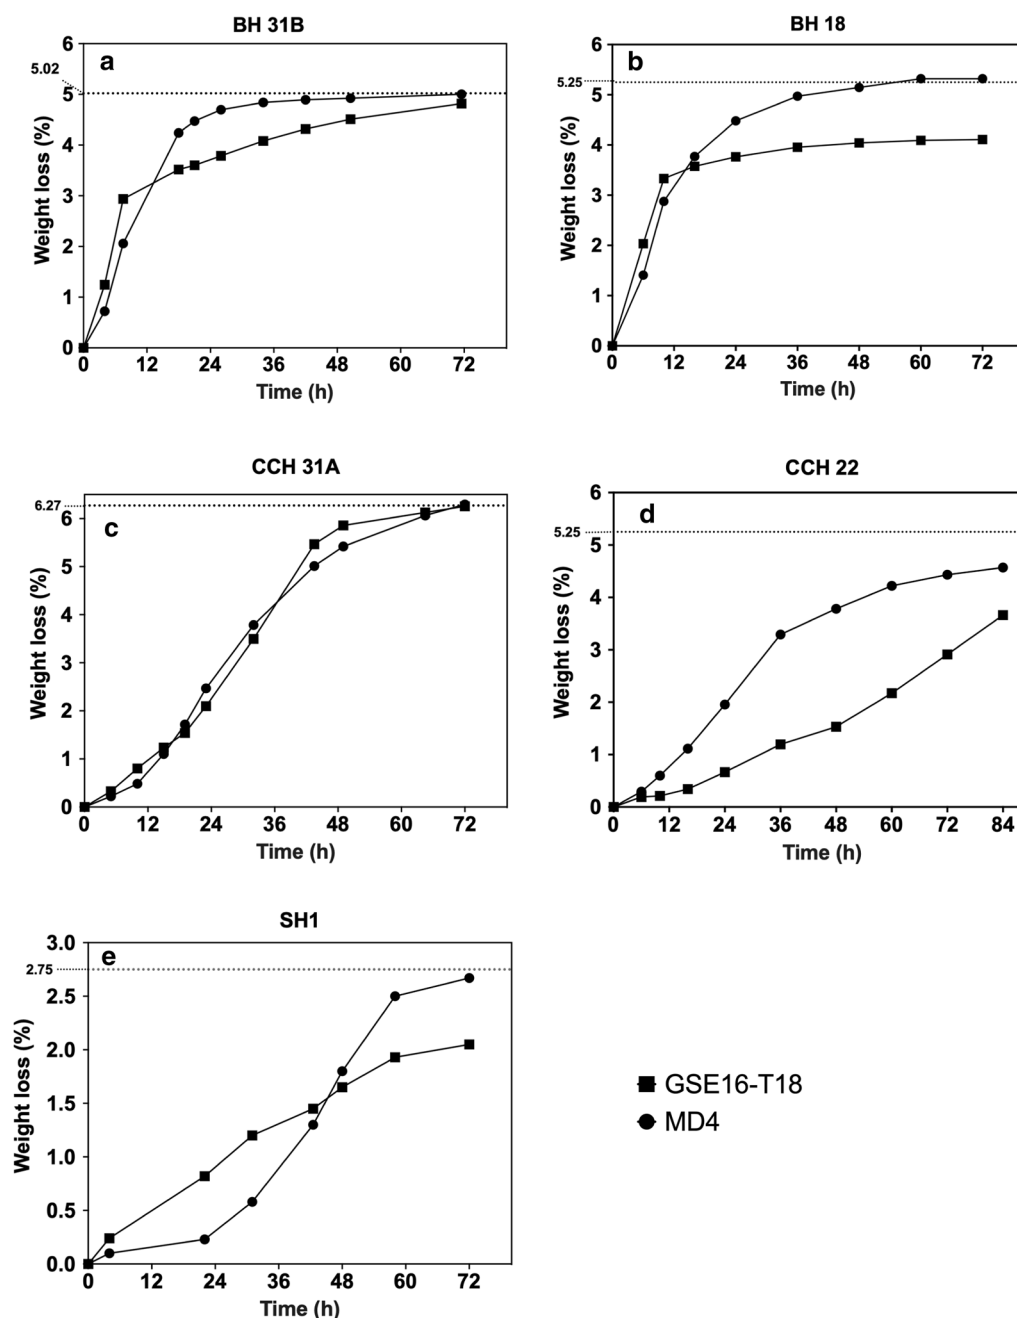 BH 31B
a
6
5.02
5
4
3
2
1
0
Weight loss (%)
0 12 24 36 48 60 72
Time (h)
BH 18
b
6
5.25
5
4
3
2
1
0
Weight loss (%)
0 12 24 36 48 60 72
Time (h)
CCH 31A
c
6.27
6
5
4
3
2
1
0
Weight loss (%)
0 12 24 36 48 60 72
Time (h)
CCH 22
d
6
5.25
5
4
3
2
1
0
Weight loss (%)
0 12 24 36 48 60 72 84
Time (h)
SH1
e
3.0
2.75
2.5
2.0
1.5
1.0
0.5
0.0
Weight loss (%)
0 12 24 36 48 60 72
Time (h)
GSE16-T18
MD4